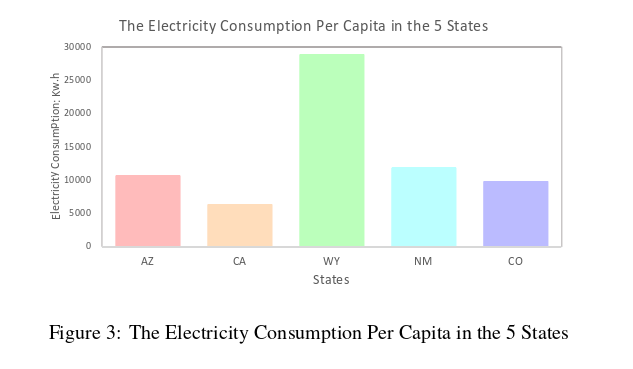 The Electricity Consumption Per Capita in the 5 States
30000
25000
20000
15000
10000
5000
0
ElectricitY ConsumPtion: Kw.h
AZ CA WY NM CO
States
Figure 3: The Electricity Consumption Per Capita in the 5 States